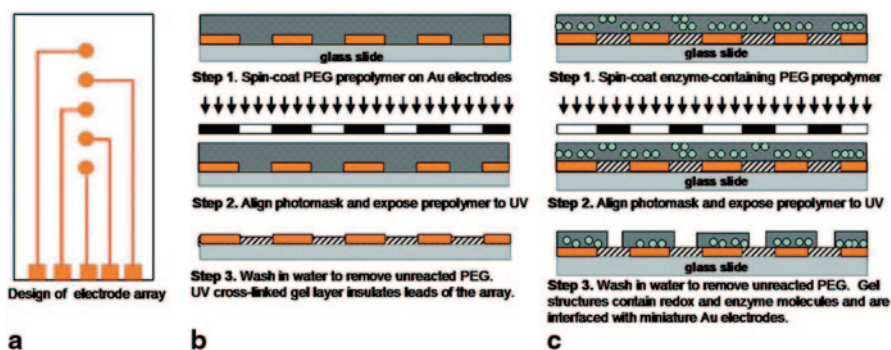 Design of electrode array
a
glass slide
Step 1. Spin-coat PEG prepolymer on Au electrodes
Step 2. Align photomask and expose prepolymer to UV
Step 3. Wash in water to remove unreacted PEG.
UV cross-linked gel layer insulates leads of the array.
b
glass slide
Step 1. Spin-coat enzyme-containing PEG prepolymer
glass slide
Step 2. Align photomask and expose prepolymer to UV
glass slide
Step 3. Wash in water to remove unreacted PEG. Gel
structures contain redox and enzyme molecules and are
interfaced with miniature Au electrodes.
c